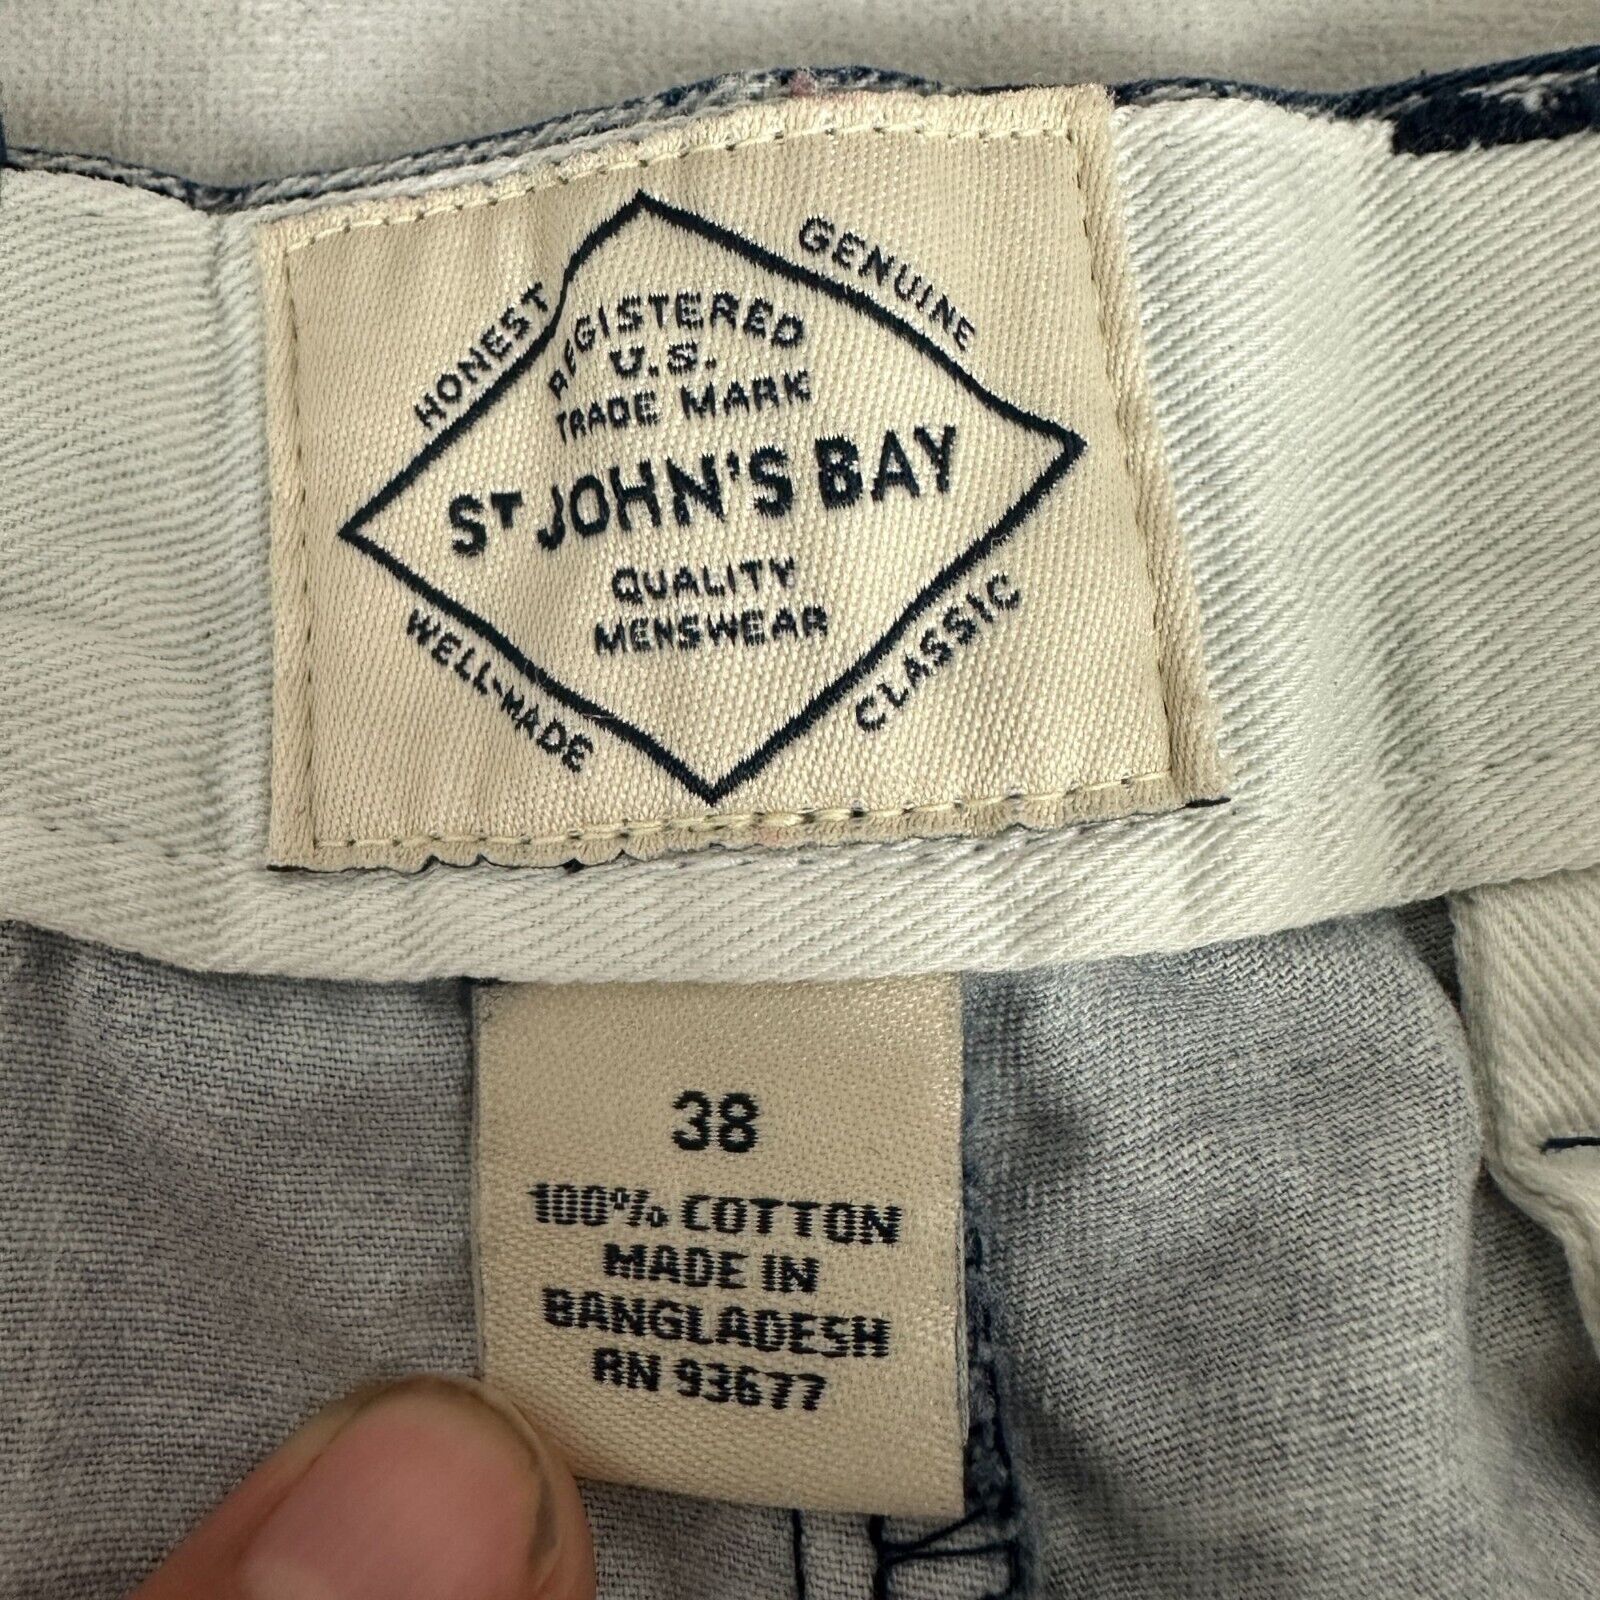 HONEST
GENUINE
REGISTERED
U.S.
TRADE MARK
ST JOHN'S BAY
QUALITY
MENSWEAR
WELL-MADE
CLASSIC
38
100% COTTON
MADE IN
BANGLADESH
RN 93677